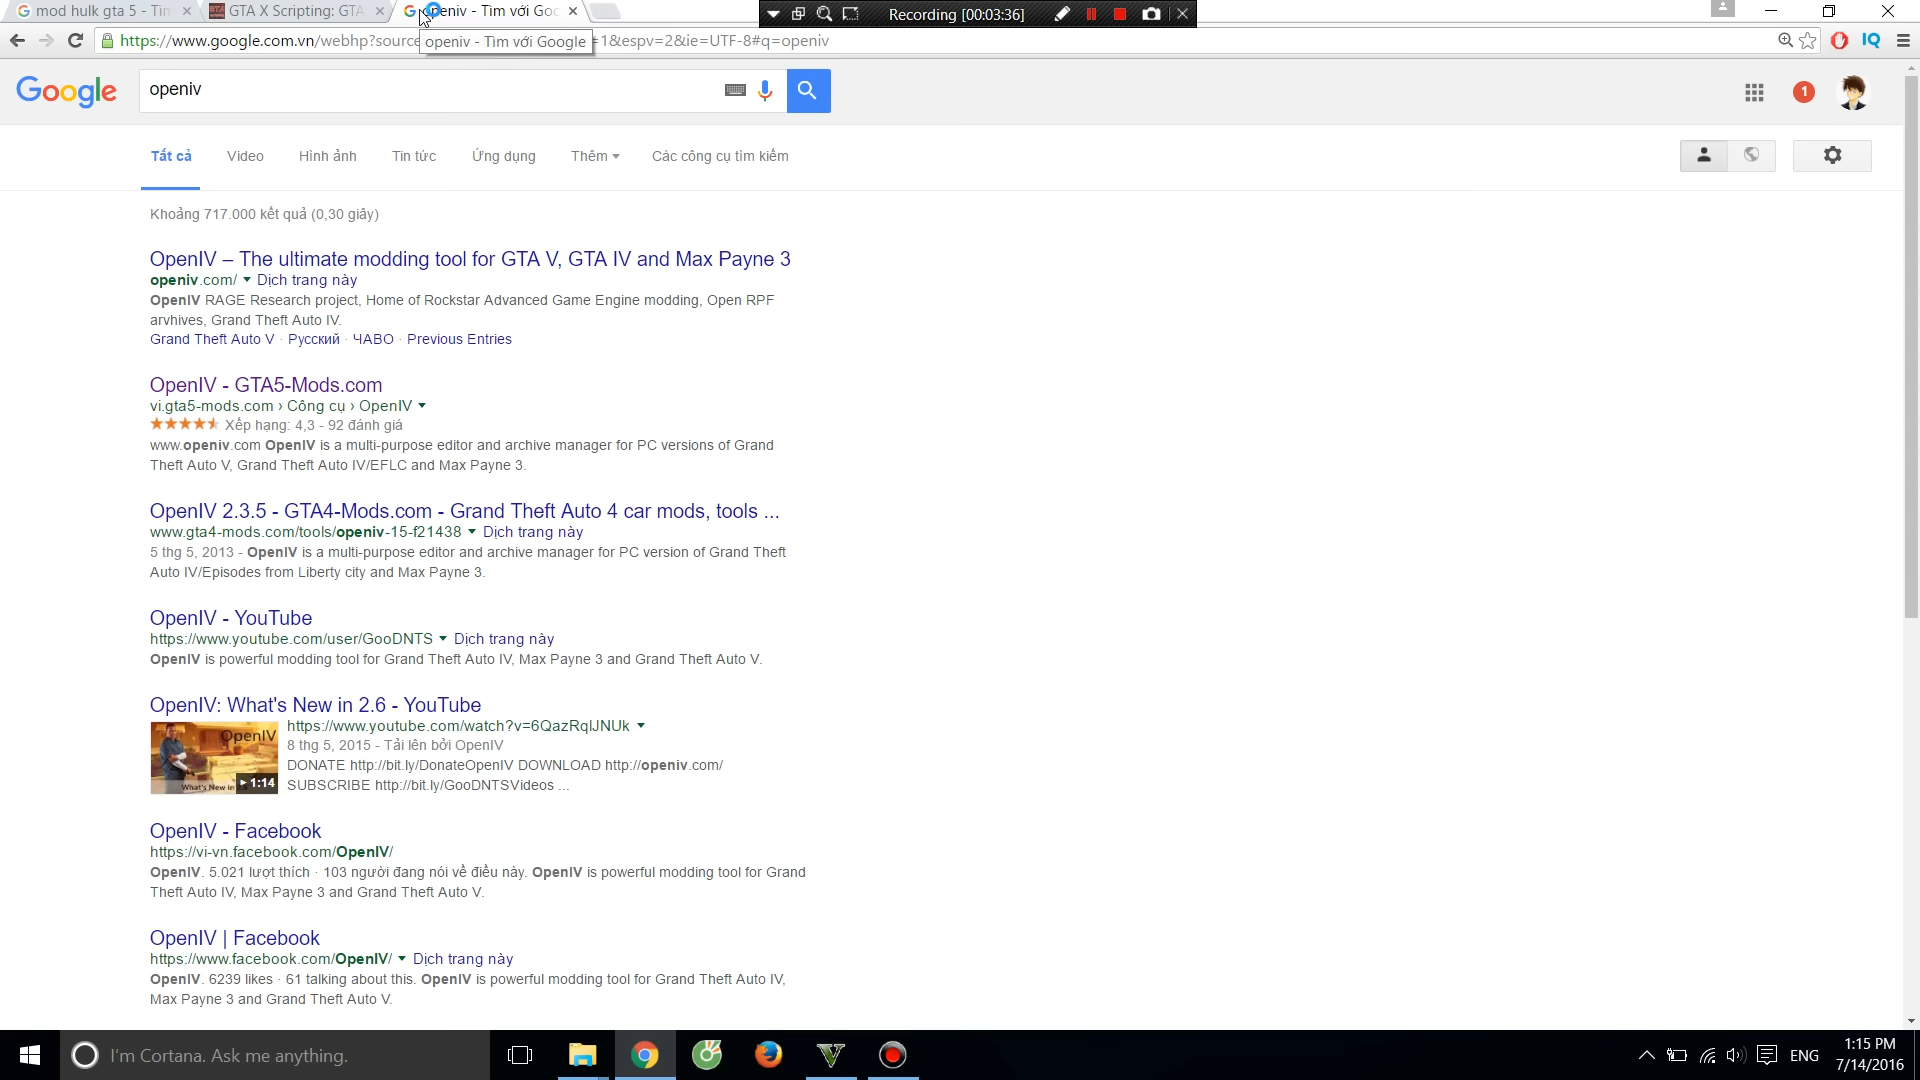 mod hulk gta 5 - Tìm
GTA X Scripting: GTA
openiv - Tìm với Goo
Recording [00:03:36]
https://www.google.com.vn/webhp?source
=1&espv=2&ie=UTF-8#q=openiv
openiv - Tìm với Google
IQ
Google
openiv
1
Tất cả
Video
Hình ảnh
Tin tức
Ứng dụng
Thêm
Các công cụ tìm kiếm
Khoảng 717.000 kết quả (0,30 giây)
OpenIV – The ultimate modding tool for GTA V, GTA IV and Max Payne 3
openiv.com/ Dịch trang này
OpenIV RAGE Research project, Home of Rockstar Advanced Game Engine modding, Open RPF
arvhives, Grand Theft Auto IV.
Grand Theft Auto V · Русский · ЧАВО · Previous Entries
OpenIV - GTA5-Mods.com
vi.gta5-mods.com › Công cụ › OpenIV
Xếp hạng: 4,3 - 92 đánh giá
www.openiv.com OpenIV is a multi-purpose editor and archive manager for PC versions of Grand
Theft Auto V, Grand Theft Auto IV/EFLC and Max Payne 3.
OpenIV 2.3.5 - GTA4-Mods.com - Grand Theft Auto 4 car mods, tools ...
www.gta4-mods.com/tools/openiv-15-f21438 Dịch trang này
5 thg 5, 2013 - OpenIV is a multi-purpose editor and archive manager for PC version of Grand Theft
Auto IV/Episodes from Liberty city and Max Payne 3.
OpenIV - YouTube
https://www.youtube.com/user/GooDNTS Dịch trang này
OpenIV is powerful modding tool for Grand Theft Auto IV, Max Payne 3 and Grand Theft Auto V.
OpenIV: What's New in 2.6 - YouTube
OpenIV
What's New in
1:14
https://www.youtube.com/watch?v=6QazRqlJNUk
8 thg 5, 2015 - Tải lên bởi OpenIV
DONATE http://bit.ly/DonateOpenIV DOWNLOAD http://openiv.com/
SUBSCRIBE http://bit.ly/GooDNTSVideos ...
OpenIV - Facebook
https://vi-vn.facebook.com/OpenIV/
OpenIV. 5.021 lượt thích · 103 người đang nói về điều này. OpenIV is powerful modding tool for Grand
Theft Auto IV, Max Payne 3 and Grand Theft Auto V.
OpenIV | Facebook
https://www.facebook.com/OpenIV/ Dịch trang này
OpenIV. 6239 likes · 61 talking about this. OpenIV is powerful modding tool for Grand Theft Auto IV,
Max Payne 3 and Grand Theft Auto V.
I'm Cortana. Ask me anything.
ENG
1:15 PM
7/14/2016